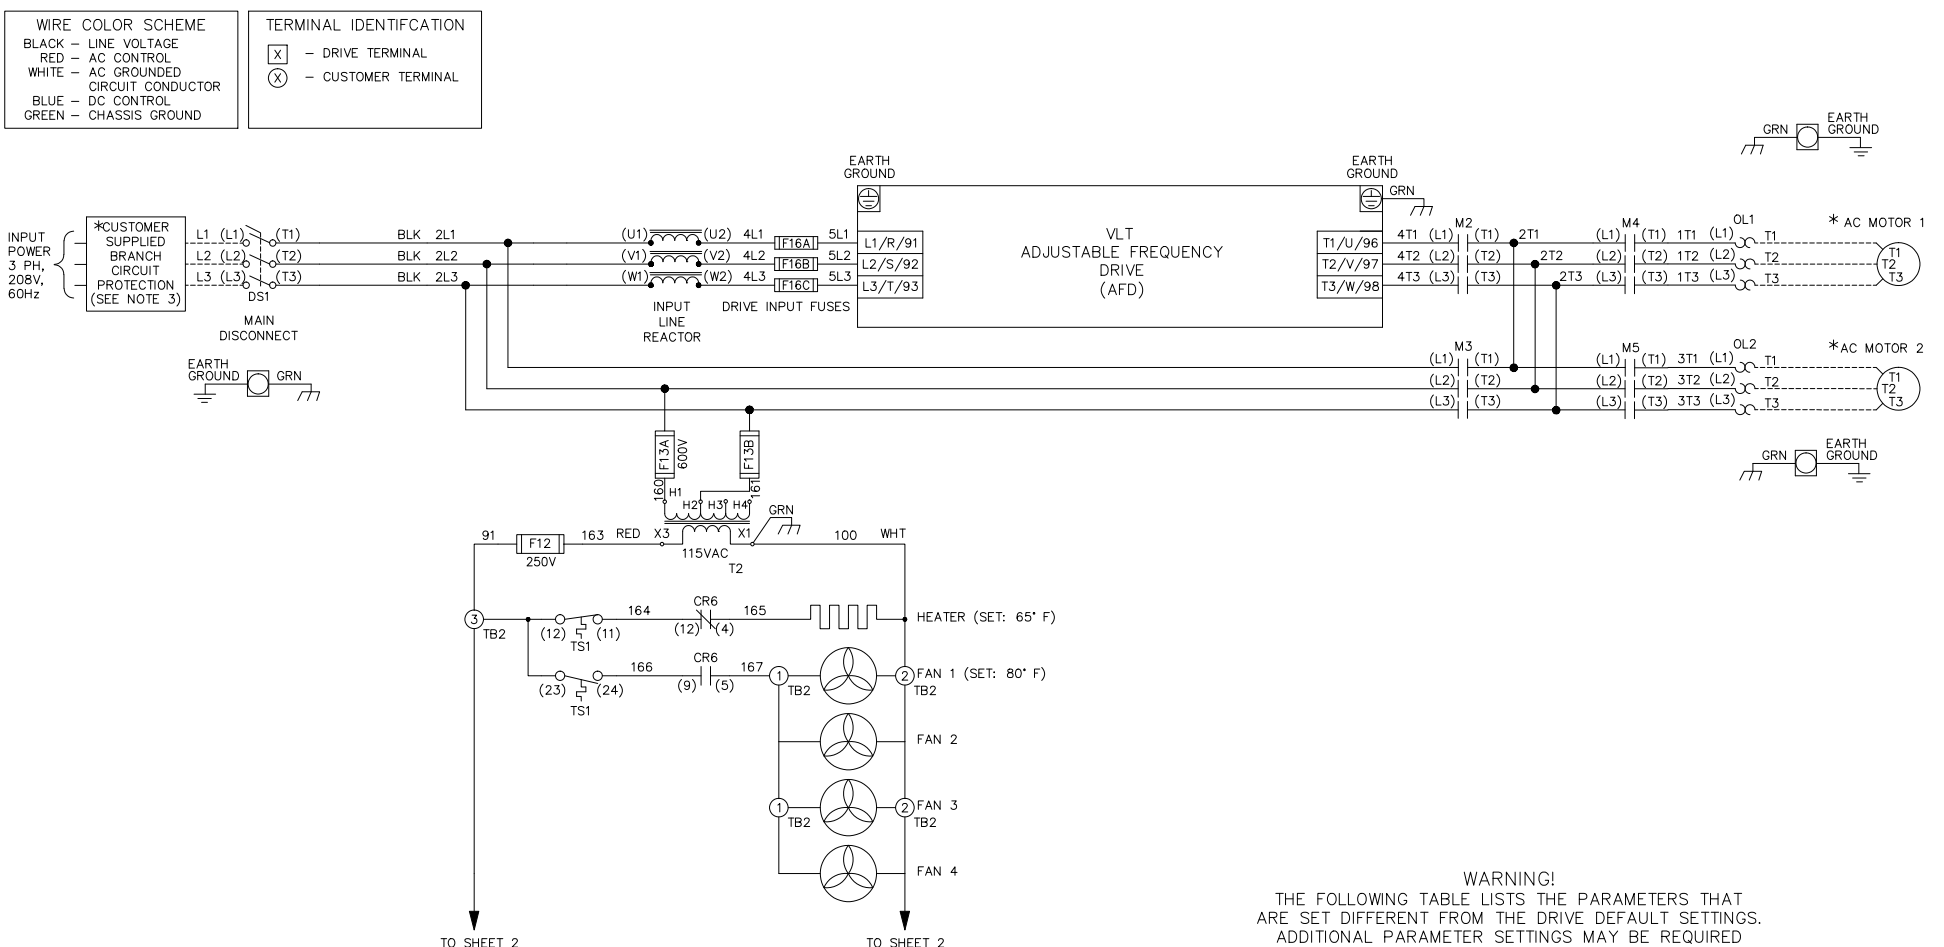 WIRE COLOR SCHEME
BLACK – LINE VOLTAGE
RED – AC CONTROL
WHITE – AC GROUNDED
CIRCUIT CONDUCTOR
BLUE – DC CONTROL
GREEN – CHASSIS GROUND
TERMINAL IDENTIFCATION
X – DRIVE TERMINAL
X – CUSTOMER TERMINAL
GRN
EARTH
GROUND
INPUT
POWER
3 PH,
208V,
60Hz
*CUSTOMER
SUPPLIED
BRANCH
CIRCUIT
PROTECTION
(SEE NOTE 3)
L1 (L1) (T1) BLK 2L1 (U1) (U2) 4L1 F16A 5L1 L1/R/91
L2 (L2) (T2) BLK 2L2 (V1) (V2) 4L2 F16B 5L2 L2/S/92
L3 (L3) (T3) BLK 2L3 (W1) (W2) 4L3 F16C 5L3 L3/T/93
DS1
MAIN
DISCONNECT
INPUT
LINE
REACTOR
DRIVE INPUT FUSES
EARTH
GROUND
VLT
ADJUSTABLE FREQUENCY
DRIVE
(AFD)
EARTH
GROUND
GRN
M2 M4 OL1 * AC MOTOR 1
T1/U/96 4T1 (L1) (T1) 2T1 (L1) (T1) 1T1 (L1) T1 T1
T2/V/97 4T2 (L2) (T2) 2T2 (L2) (T2) 1T2 (L2) T2 T2
T3/W/98 4T3 (L3) (T3) 2T3 (L3) (T3) 1T3 (L3) T3 T3
EARTH
GROUND GRN
M3 M5 OL2 *AC MOTOR 2
(L1) (T1) (L1) (T1) 3T1 (L1) T1 T1
(L2) (T2) (L2) (T2) 3T2 (L2) T2 T2
(L3) (T3) (L3) (T3) 3T3 (L3) T3 T3
GRN
EARTH
GROUND
F13A
600V
F13B
160
H1
H2
H3
H4
161
GRN
91 F12 163 RED X3 X1 100 WHT
250V
115VAC
T2
3
TB2
(12) (11)
TS1
164
CR6
(12) (4)
165
HEATER (SET: 65° F)
(23) (24)
TS1
166
CR6
(9) (5)
167
1
TB2
2
TB2
FAN 1 (SET: 80° F)
FAN 2
1
TB2
2
TB2
FAN 3
FAN 4
TO SHEET 2
TO SHEET 2
WARNING!
THE FOLLOWING TABLE LISTS THE PARAMETERS THAT
ARE SET DIFFERENT FROM THE DRIVE DEFAULT SETTINGS.
ADDITIONAL PARAMETER SETTINGS MAY BE REQUIRED